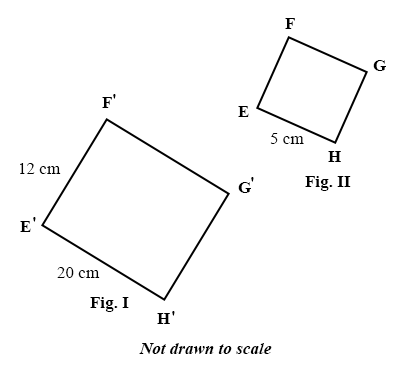 F
G
E
5 cm
H
Fig. II
F'
12 cm
G'
E'
20 cm
Fig. I
H'
Not drawn to scale